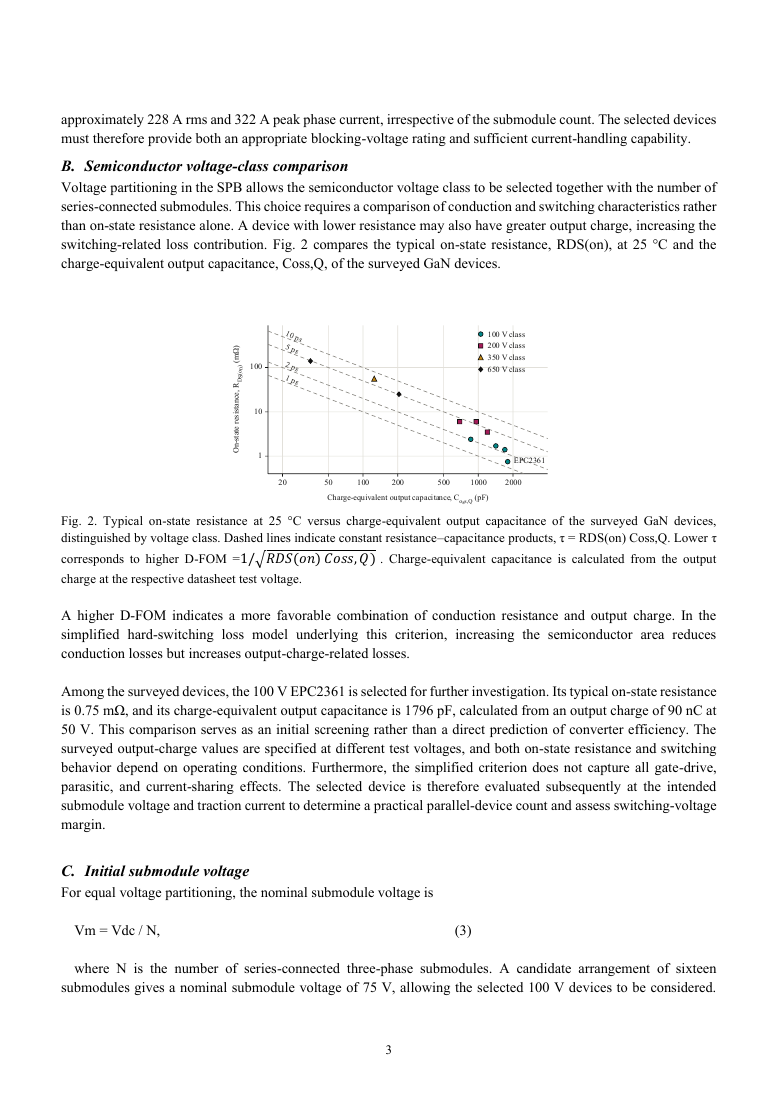 approximately 228 A rms and 322 A peak phase current, irrespective of the submodule count. The selected devices
must therefore provide both an appropriate blocking-voltage rating and sufficient current-handling capability.
B. Semiconductor voltage-class comparison
Voltage partitioning in the SPB allows the semiconductor voltage class to be selected together with the number of
series-connected submodules. This choice requires a comparison of conduction and switching characteristics rather
than on-state resistance alone. A device with lower resistance may also have greater output charge, increasing the
switching-related loss contribution. Fig. 2 compares the typical on-state resistance, RDS(on), at 25 °C and the
charge-equivalent output capacitance, Coss,Q, of the surveyed GaN devices.
On-state resistance, R_DS(on) (mΩ)
100
10
1
10 ps
5 ps
2 ps
1 ps
100 V class
200 V class
350 V class
650 V class
EPC2361
20 50 100 200 500 1000 2000
Charge-equivalent output capacitance, C_oss,Q (pF)
Fig. 2. Typical on-state resistance at 25 °C versus charge-equivalent output capacitance of the surveyed GaN devices,
distinguished by voltage class. Dashed lines indicate constant resistance–capacitance products, τ = RDS(on) Coss,Q. Lower τ
corresponds to higher D-FOM =1/√RDS(on) Coss,Q) . Charge-equivalent capacitance is calculated from the output
charge at the respective datasheet test voltage.
A higher D-FOM indicates a more favorable combination of conduction resistance and output charge. In the
simplified hard-switching loss model underlying this criterion, increasing the semiconductor area reduces
conduction losses but increases output-charge-related losses.
Among the surveyed devices, the 100 V EPC2361 is selected for further investigation. Its typical on-state resistance
is 0.75 mΩ, and its charge-equivalent output capacitance is 1796 pF, calculated from an output charge of 90 nC at
50 V. This comparison serves as an initial screening rather than a direct prediction of converter efficiency. The
surveyed output-charge values are specified at different test voltages, and both on-state resistance and switching
behavior depend on operating conditions. Furthermore, the simplified criterion does not capture all gate-drive,
parasitic, and current-sharing effects. The selected device is therefore evaluated subsequently at the intended
submodule voltage and traction current to determine a practical parallel-device count and assess switching-voltage
margin.
C. Initial submodule voltage
For equal voltage partitioning, the nominal submodule voltage is
Vm = Vdc / N, (3)
where N is the number of series-connected three-phase submodules. A candidate arrangement of sixteen
submodules gives a nominal submodule voltage of 75 V, allowing the selected 100 V devices to be considered.
3